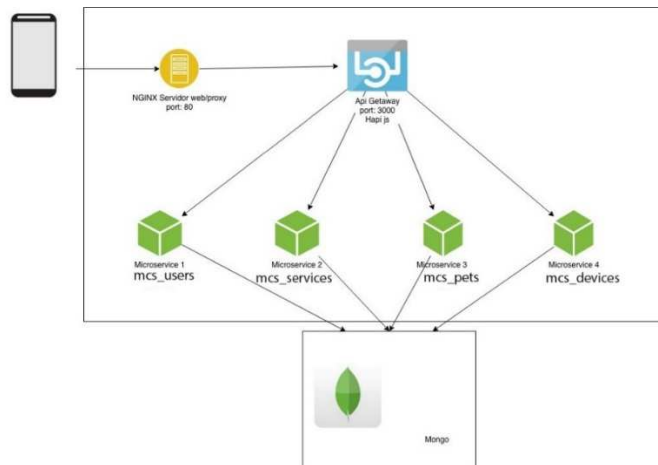 NGINX Servidor web/proxy
port: 80
Api Getaway
port: 3000
Hapi js
Microservice 1
mcs_users
Microservice 2
mcs_services
Microservice 3
mcs_pets
Microservice 4
mcs_devices
Mongo